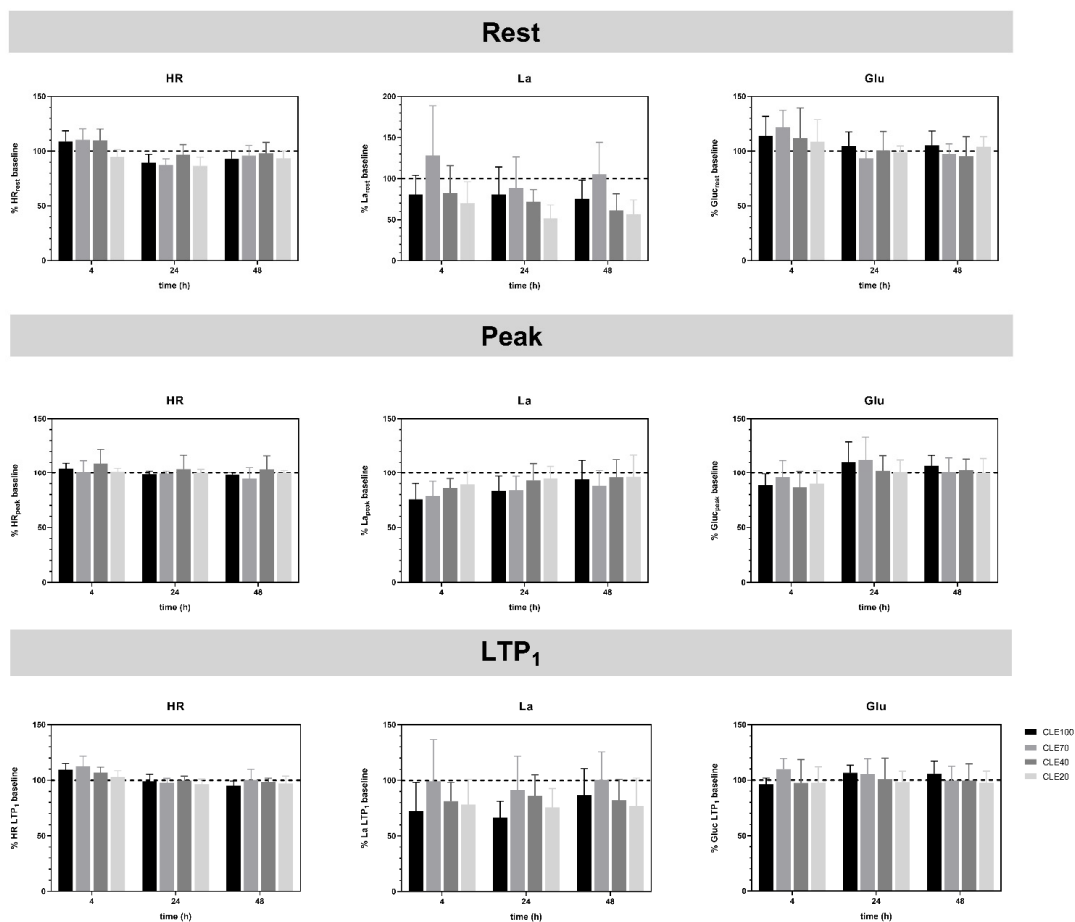 Rest
HR
La
Glu
% HRrest baseline
150
100
50
0
4
24
48
time (h)
% Larest baseline
200
150
100
50
0
4
24
48
time (h)
% Glucrest baseline
150
100
50
0
4
24
48
time (h)
Peak
HR
La
Glu
% HRpeak baseline
150
100
50
0
4
24
48
time (h)
% Lapeak baseline
150
100
50
0
4
24
48
time (h)
% Glucpeak baseline
150
100
50
0
4
24
48
time (h)
LTP1
HR
La
Glu
% HR LTP1 baseline
150
100
50
0
4
24
48
time (h)
% La LTP1 baseline
150
100
50
0
4
24
48
time (h)
% Gluc LTP1 baseline
150
100
50
0
4
24
48
time (h)
CLE100
CLE70
CLE40
CLE20